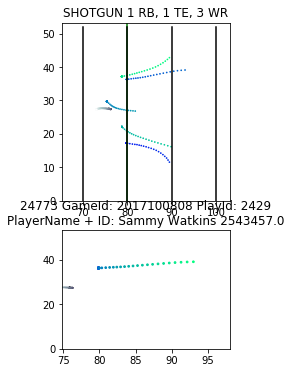 SHOTGUN 1 RB, 1 TE, 3 WR
50
40
30
20
10
0
70 80 90 100
24773 GameId: 2017100808 PlayId: 2429
PlayerName + ID: Sammy Watkins 2543457.0
40
20
0
75 80 85 90 95